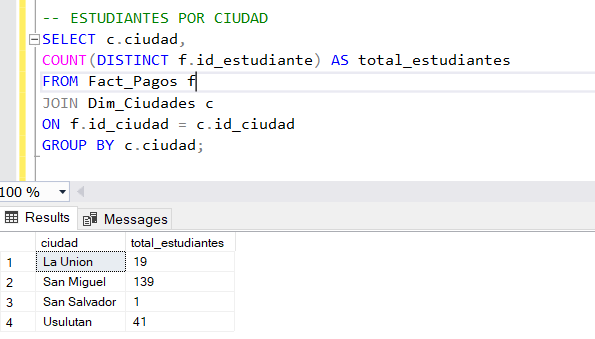 -- ESTUDIANTES POR CIUDAD
SELECT c.ciudad,
COUNT(DISTINCT f.id_estudiante) AS total_estudiantes
FROM Fact_Pagos f
JOIN Dim_Ciudades c
ON f.id_ciudad = c.id_ciudad
GROUP BY c.ciudad;
100 %
Results Messages
ciudad total_estudiantes
1 La Union 19
2 San Miguel 139
3 San Salvador 1
4 Usulutan 41